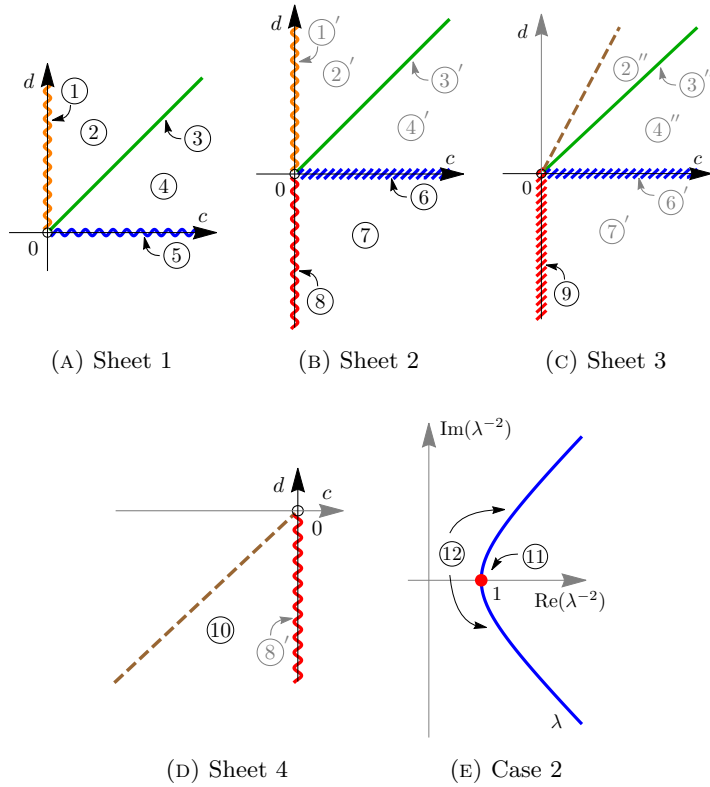 d
①
②
③
④
c
0
⑤
(A) Sheet 1
d
①′
②′
③′
④′
c
0
⑥
⑦
⑧
(B) Sheet 2
d
②″
③′
④″
c
0
⑥′
⑦′
⑨
(C) Sheet 3
d
c
0
⑩
⑧′
(D) Sheet 4
Im(λ⁻²)
⑫
⑪
1
Re(λ⁻²)
λ
(E) Case 2